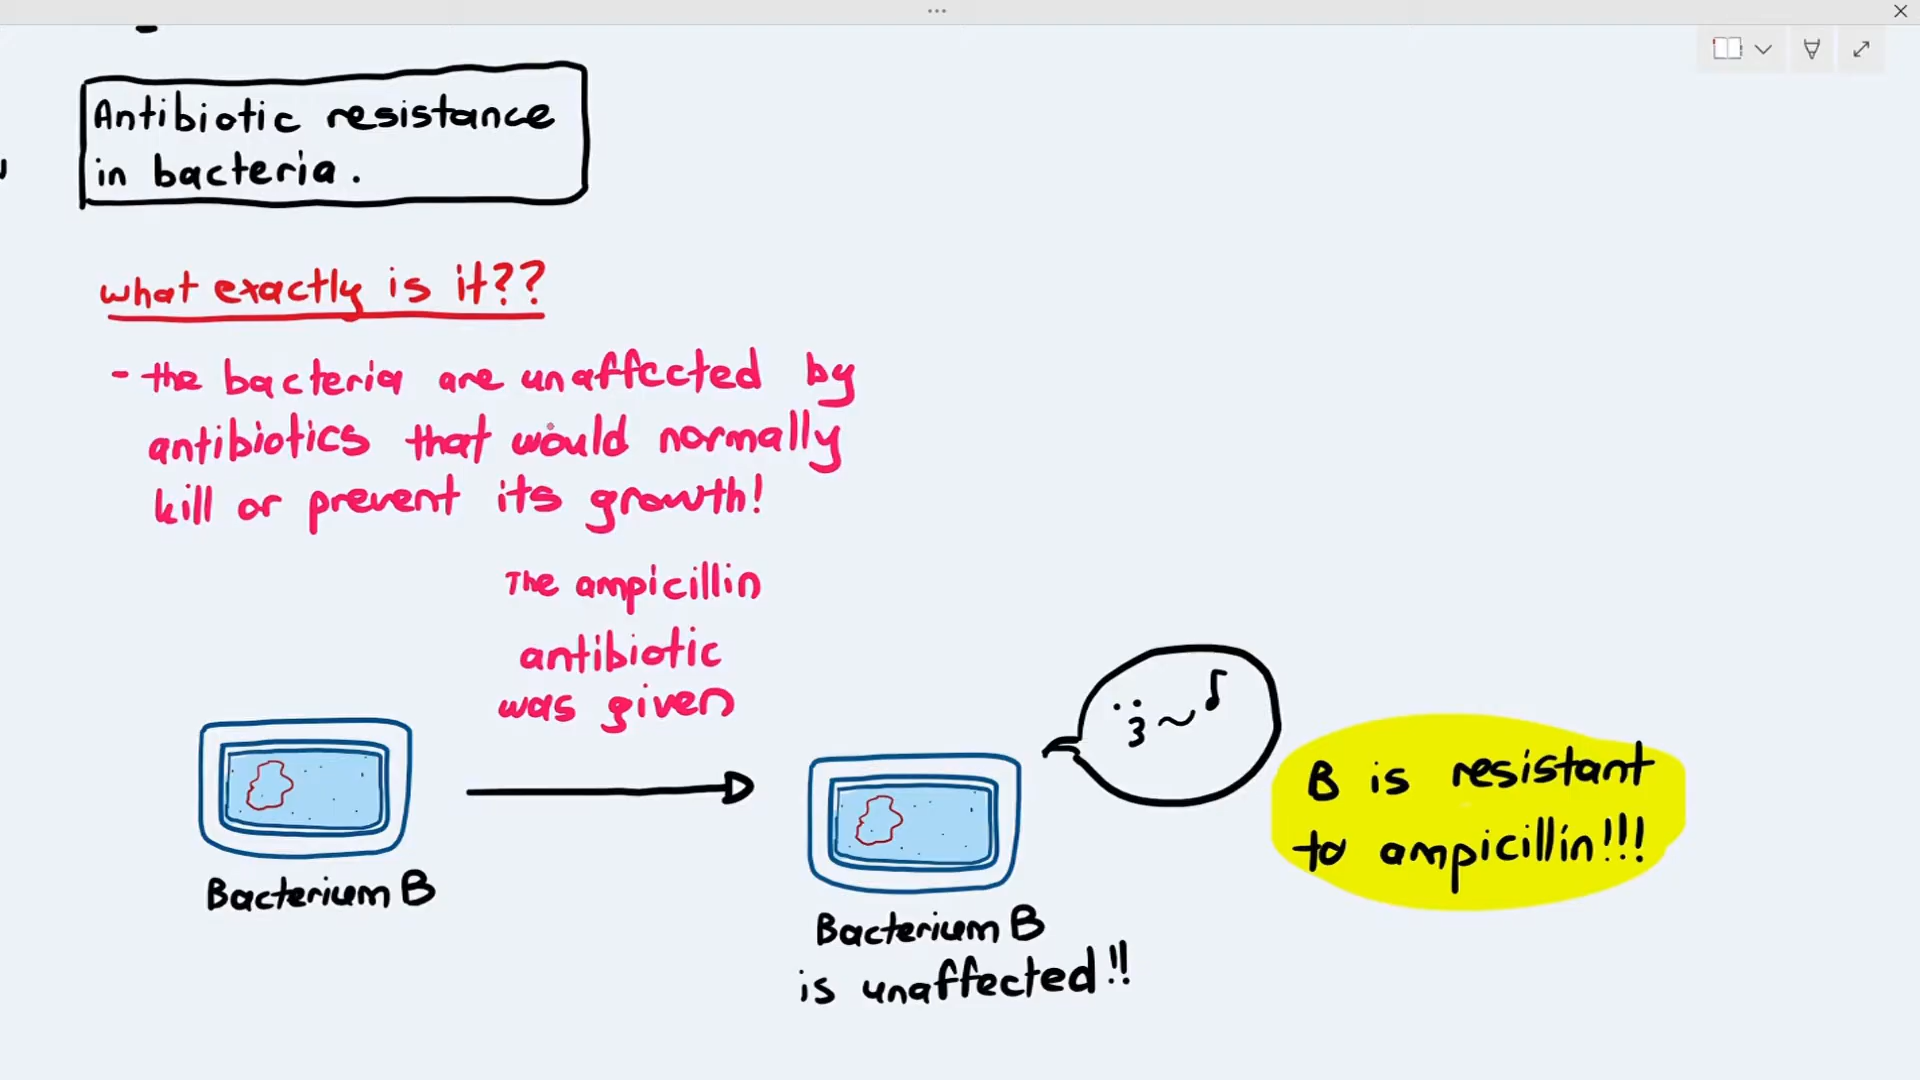 Antibiotic resistance
in bacteria.
what exactly is it??
- the bacteria are unaffected by
antibiotics that would normally
kill or prevent its growth!
The ampicillin
antibiotic
was given
Bacterium B
Bacterium B
is unaffected!!
B is resistant
to ampicillin!!!